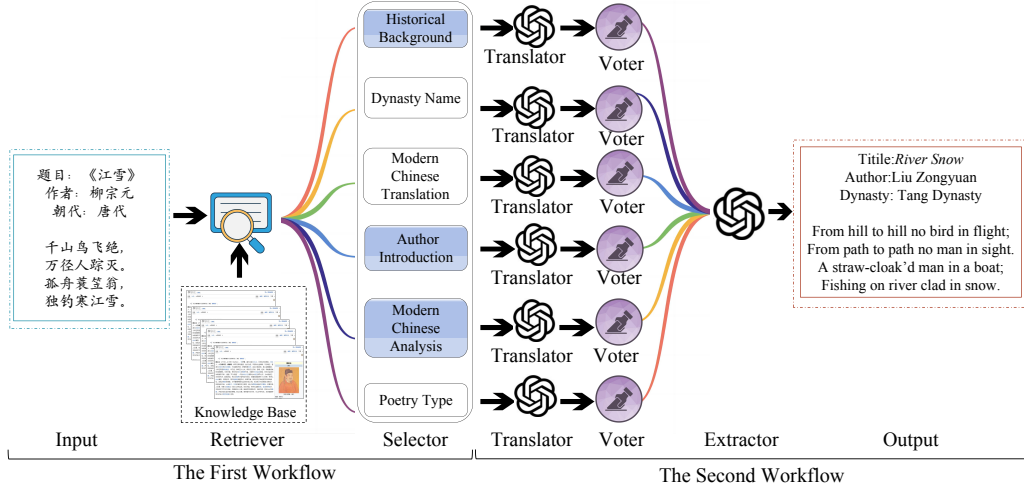 题目：《江雪》
作者：柳宗元
朝代：唐代
千山鸟飞绝，
万径人踪灭。
孤舟蓑笠翁，
独钓寒江雪。
Knowledge Base
Historical
Background
Dynasty Name
Modern
Chinese
Translation
Author
Introduction
Modern
Chinese
Analysis
Poetry Type
Translator
Voter
Translator
Voter
Translator
Voter
Translator
Voter
Translator
Voter
Titile:River Snow
Author:Liu Zongyuan
Dynasty: Tang Dynasty
From hill to hill no bird in flight;
From path to path no man in sight.
A straw-cloak'd man in a boat;
Fishing on river clad in snow.
Input
Retriever
Selector
Translator
Voter
Extractor
Output
The First Workflow
The Second Workflow